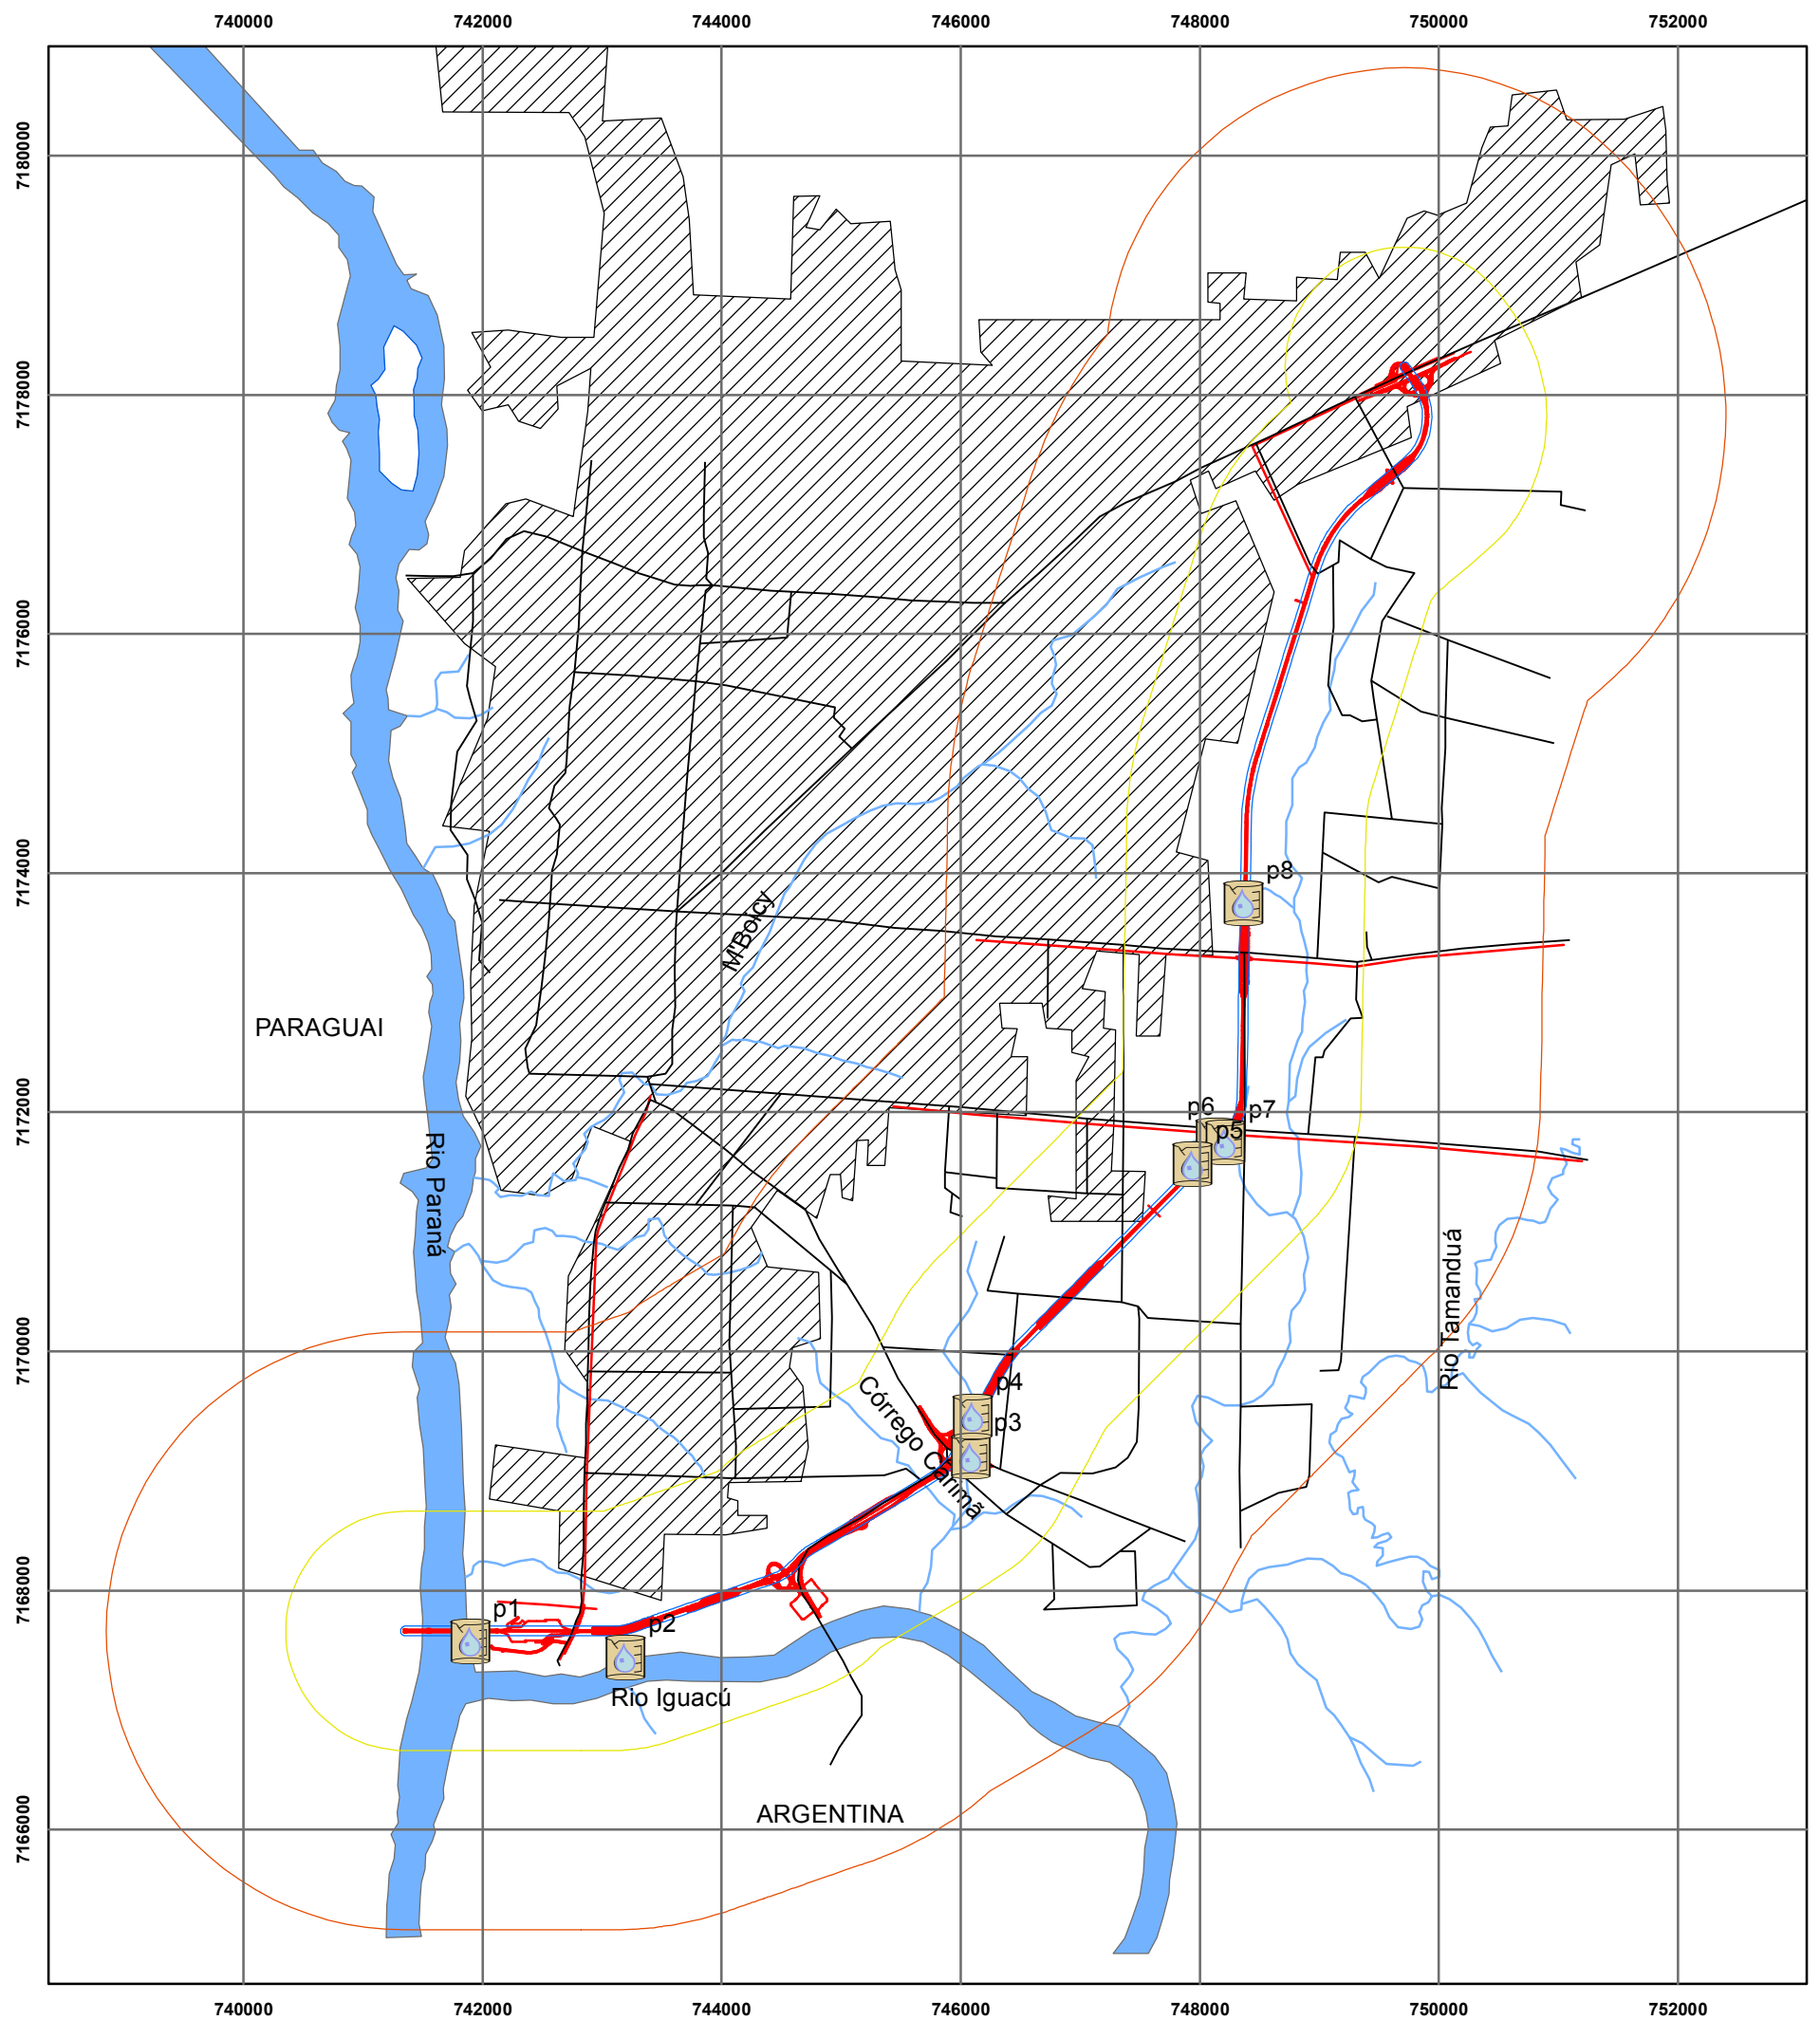 740000 742000 744000 746000 748000 750000 752000
7180000
7178000
7176000
7174000
p8
M'Boicy
PARAGUAI
7172000
p6 p7
p5
Rio Paraná
Rio Tamanduá
7170000
p4
Córrego Carimã
p3
7168000
p1
p2
Rio Iguacú
7166000
ARGENTINA
740000 742000 744000 746000 748000 750000 752000